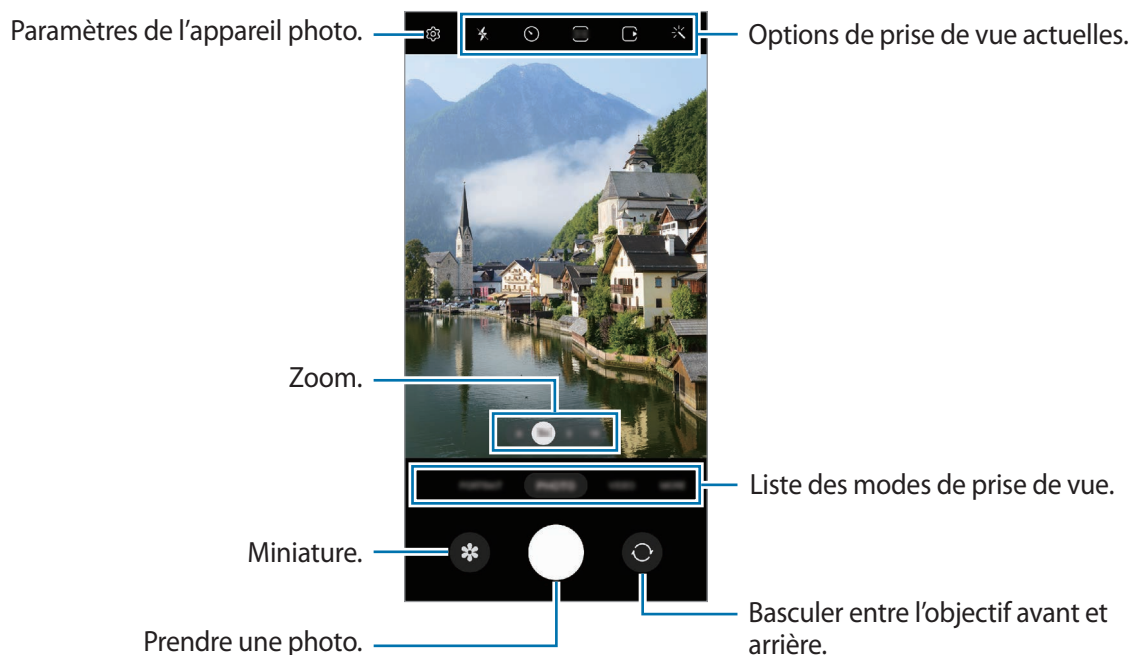 Paramètres de l'appareil photo.
Options de prise de vue actuelles.
Zoom.
Liste des modes de prise de vue.
Miniature.
Basculer entre l'objectif avant et
arrière.
Prendre une photo.